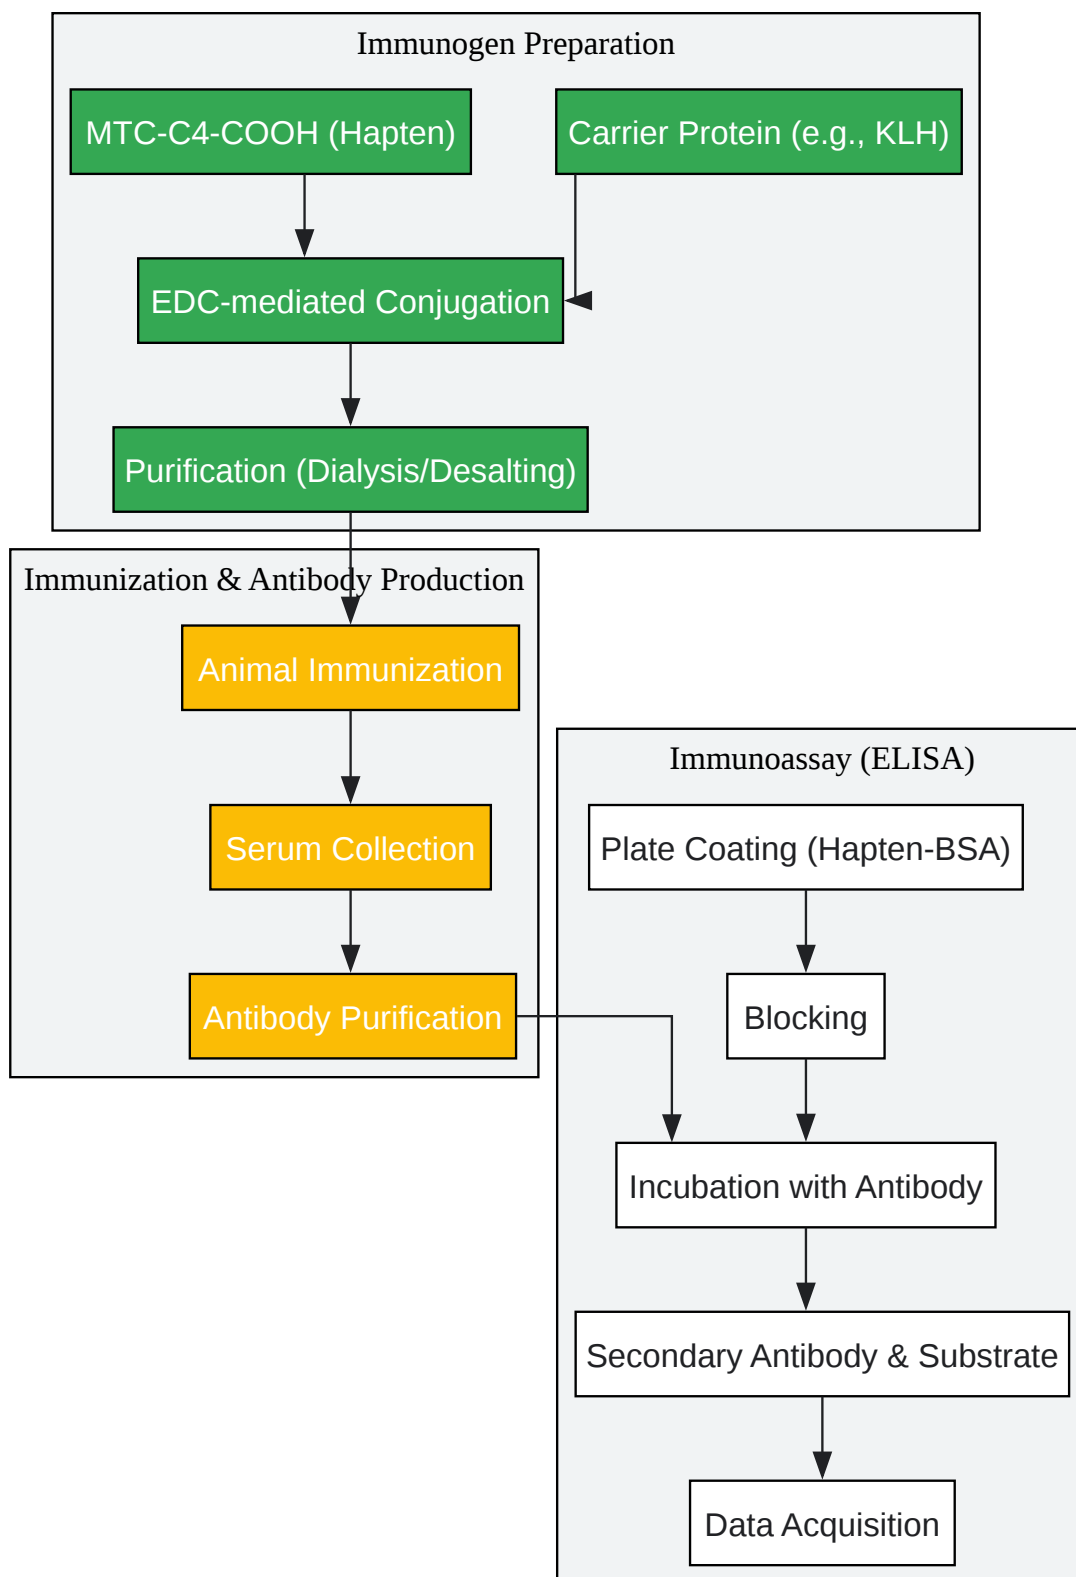 Immunogen Preparation
MTC-C4-COOH (Hapten)
Carrier Protein (e.g., KLH)
EDC-mediated Conjugation
Purification (Dialysis/Desalting)
Immunization & Antibody Production
Animal Immunization
Serum Collection
Antibody Purification
Immunoassay (ELISA)
Plate Coating (Hapten-BSA)
Blocking
Incubation with Antibody
Secondary Antibody & Substrate
Data Acquisition